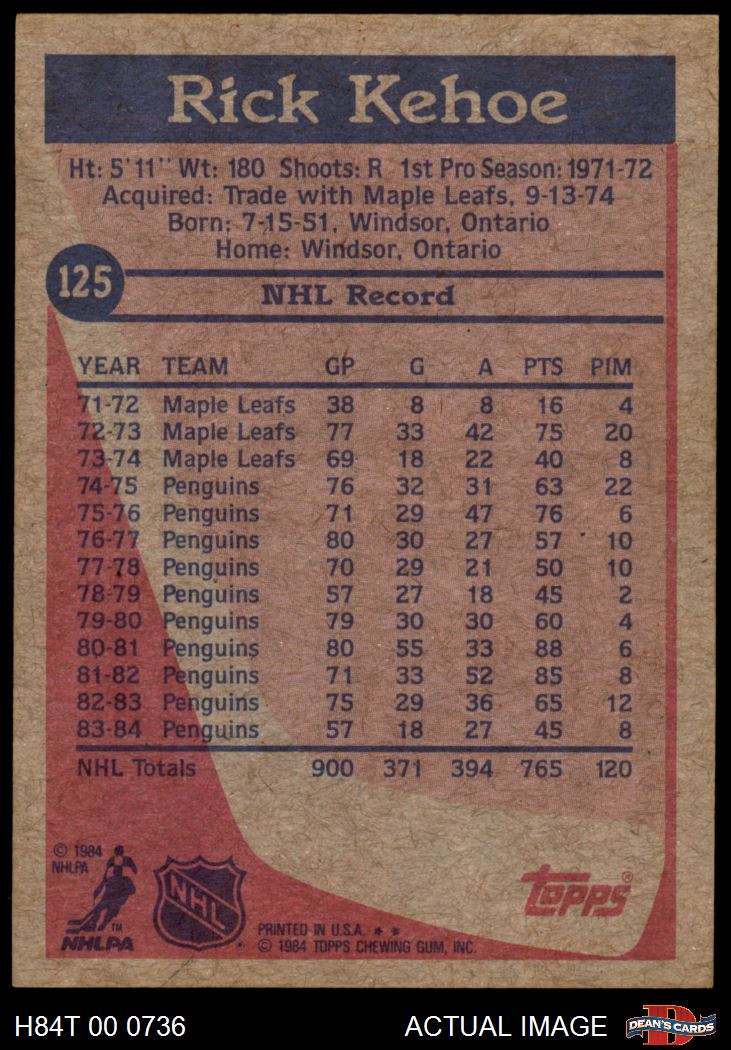 Rick Kehoe
Ht: 5'11" Wt: 180 Shoots: R 1st Pro Season: 1971-72
Acquired: Trade with Maple Leafs, 9-13-74
Born: 7-15-51, Windsor, Ontario
Home: Windsor, Ontario
125
NHL Record
YEAR TEAM GP G A PTS PIM
71-72 Maple Leafs 38 8 8 16 4
72-73 Maple Leafs 77 33 42 75 20
73-74 Maple Leafs 69 18 22 40 8
74-75 Penguins 76 32 31 63 22
75-76 Penguins 71 29 47 76 6
76-77 Penguins 80 30 27 57 10
77-78 Penguins 70 29 21 50 10
78-79 Penguins 57 27 18 45 2
79-80 Penguins 79 30 30 60 4
80-81 Penguins 80 55 33 88 6
81-82 Penguins 71 33 52 85 8
82-83 Penguins 75 29 36 65 12
83-84 Penguins 57 18 27 45 8
NHL Totals 900 371 394 765 120
© 1984
NHLPA
TM
NHLPA
NHL
topps®
PRINTED IN U.S.A. * *
© 1984 TOPPS CHEWING GUM, INC.
H84T 00 0736
ACTUAL IMAGE
D
DEAN'S CARDS